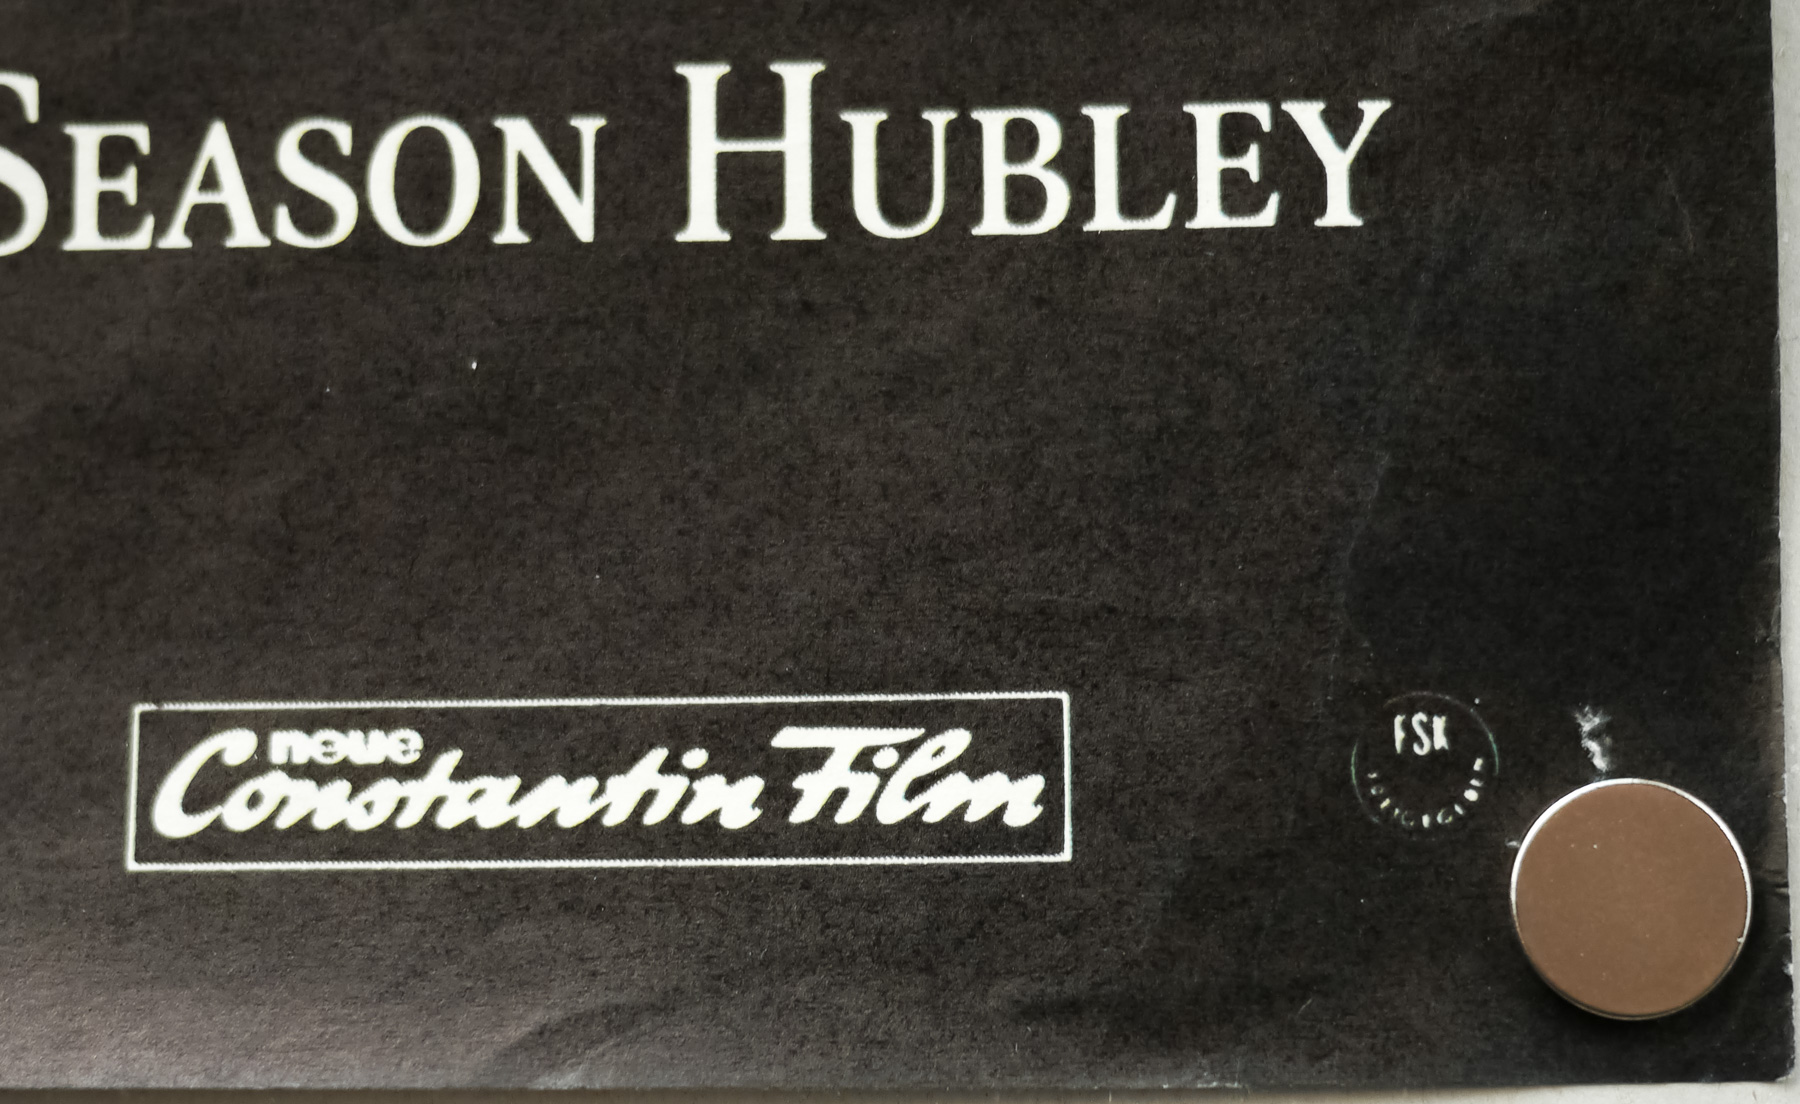 SEASON HUBLEY
neue
Constantin Film
FSK